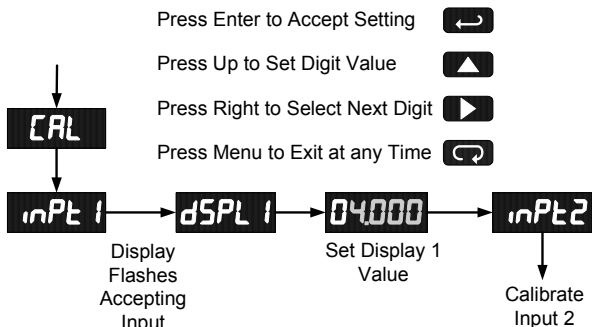 Press Enter to Accept Setting
Press Up to Set Digit Value
Press Right to Select Next Digit
Press Menu to Exit at any Time
CAL
inPt 1
dSPL 1
04.000
inPt2
Display
Flashes
Accepting
Input
Set Display 1
Value
Calibrate
Input 2